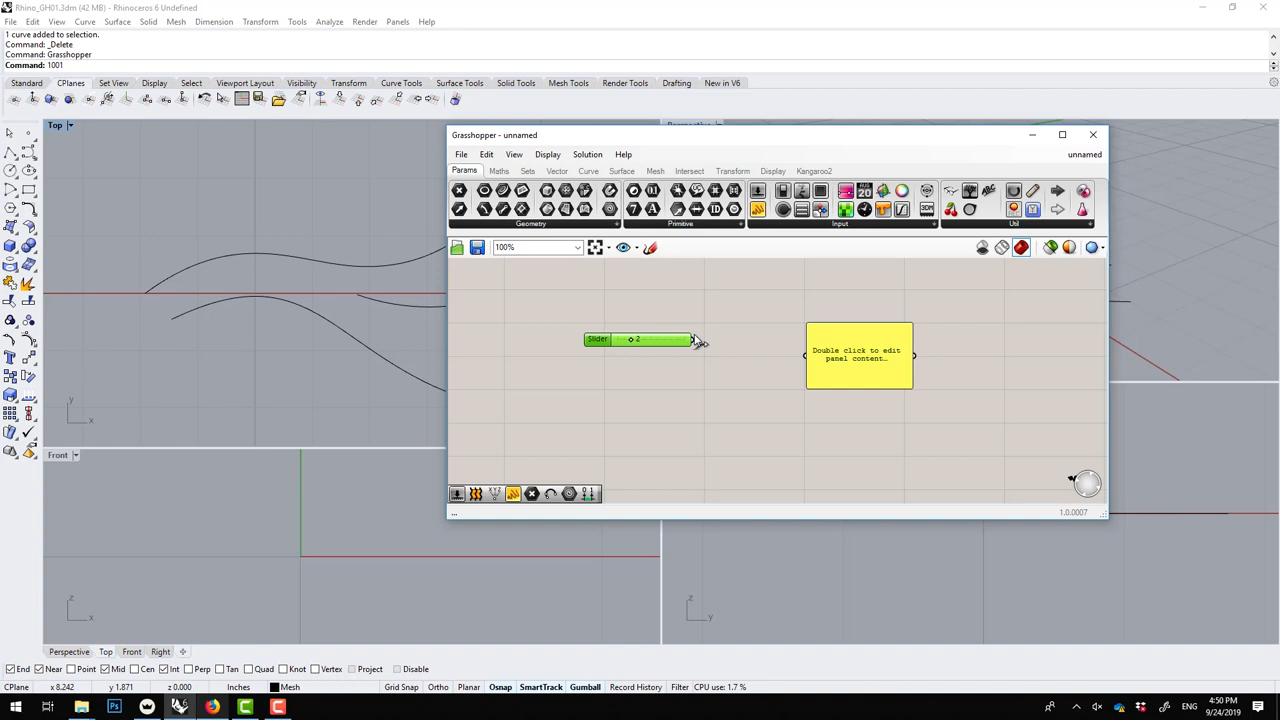 Rhino_GH01.3dm (42 MB) - Rhinoceros 6 Undefined
File Edit View Curve Surface Solid Mesh Dimension Transform Tools Analyze Render Panels Help
1 curve added to selection.
Command: _Delete
Command: Grasshopper
Command: 1001
Standard CPlanes Set View Display Select Viewport Layout Visibility Transform Curve Tools Surface Tools Solid Tools Mesh Tools Render Tools Drafting New in V6
Top
Grasshopper - unnamed
File Edit View Display Solution Help unnamed
Params Maths Sets Vector Curve Surface Mesh Intersect Transform Display Kangaroo2
Geometry Primitive Input Util
100%
Slider 2
Double click to edit
panel content…
...
1.0.0007
y
x
Front
z
x
z
y
Perspective Top Front Right
End Near Point Mid Cen Int Perp Tan Quad Knot Vertex Project Disable
CPlane x 8.242 y 1.871 z 0.000 Inches Mesh Grid Snap Ortho Planar Osnap SmartTrack Gumball Record History Filter CPU use: 1.7 %
4:50 PM
9/24/2019